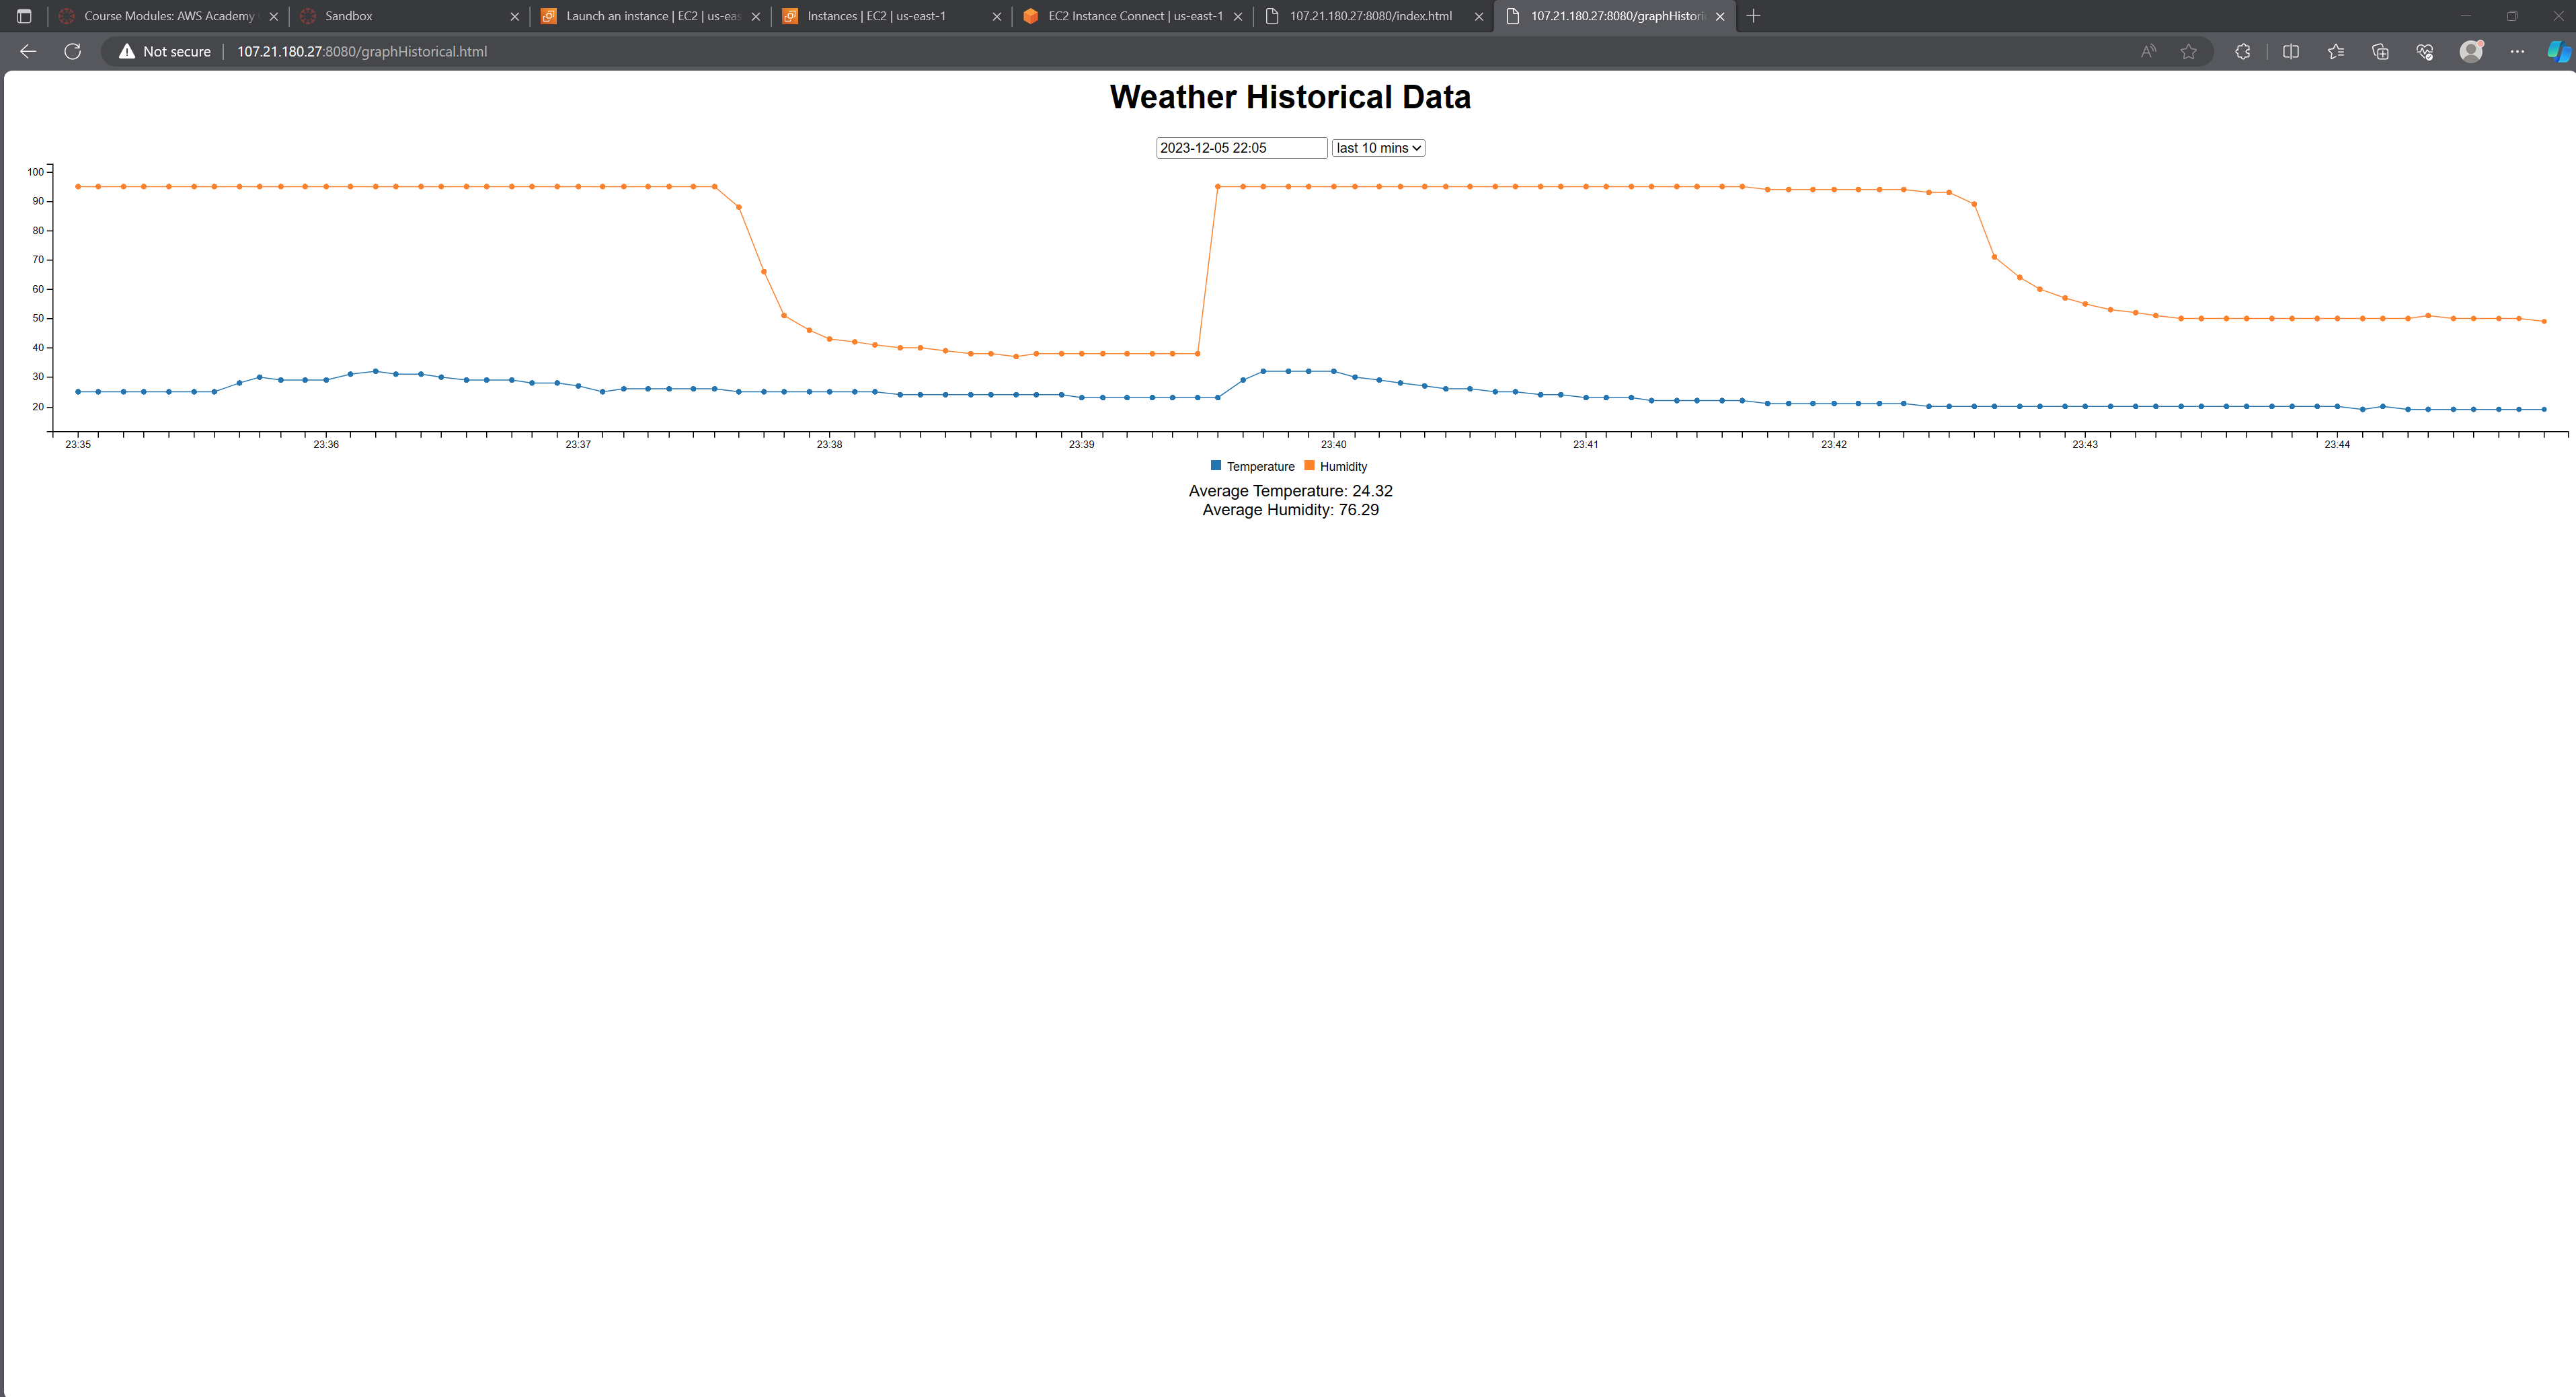 Course Modules: AWS Academy
Sandbox
Launch an instance | EC2 | us-eas
Instances | EC2 | us-east-1
EC2 Instance Connect | us-east-1
107.21.180.27:8080/index.html
107.21.180.27:8080/graphHistori
Not secure
107.21.180.27:8080/graphHistorical.html
Weather Historical Data
2023-12-05 22:05 last 10 mins
100
90
80
70
60
50
40
30
20
23:35 23:36 23:37 23:38 23:39 23:40 23:41 23:42 23:43 23:44
Temperature Humidity
Average Temperature: 24.32
Average Humidity: 76.29